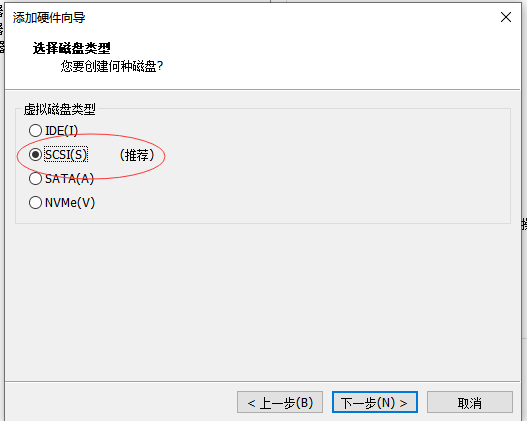 添加硬件向导
选择磁盘类型
您要创建何种磁盘?
虚拟磁盘类型
IDE(I)
SCSI(S) (推荐)
SATA(A)
NVMe(V)
< 上一步(B) 下一步(N) > 取消